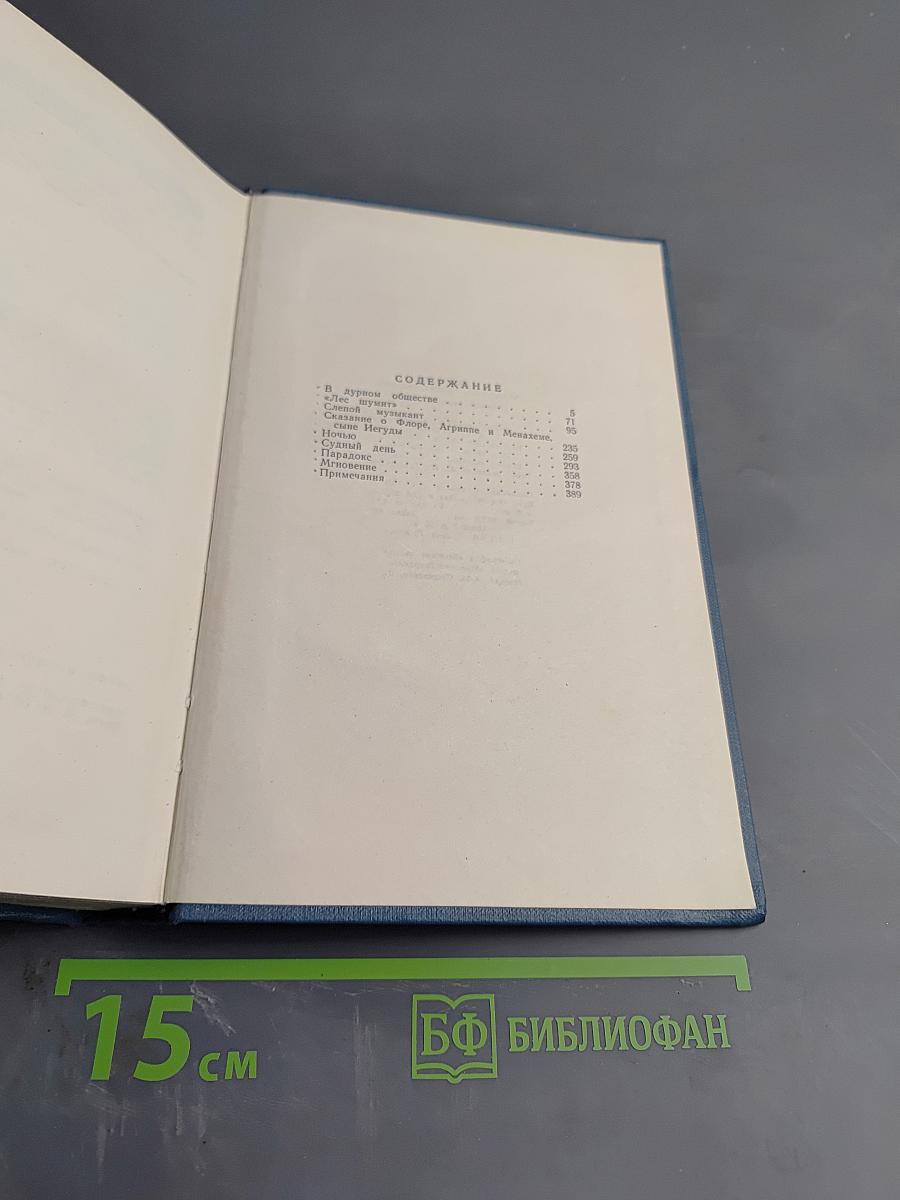 СОДЕРЖАНИЕ
В дурном обществе . . . . . . . . . 5
«Лес шумит» . . . . . . . . . . . 71
Слепой музыкант . . . . . . . . . 95
Сказание о Флоре, Агриппе и Менахеме,
сыне Иегуды . . . . . . . . . . 235
Ночью . . . . . . . . . . . . . 259
Судный день . . . . . . . . . . . 293
Парадокс . . . . . . . . . . . . 358
Мгновение . . . . . . . . . . . . 378
Примечания . . . . . . . . . . . 389
15 см
БФ БИБЛИОФАН